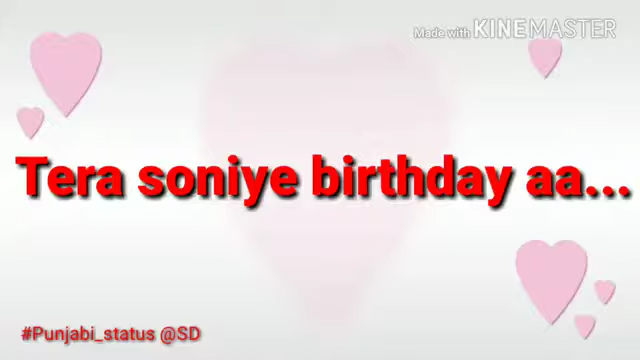 Made with KINEMASTER
Tera soniye birthday aa...
#Punjabi_status @SD